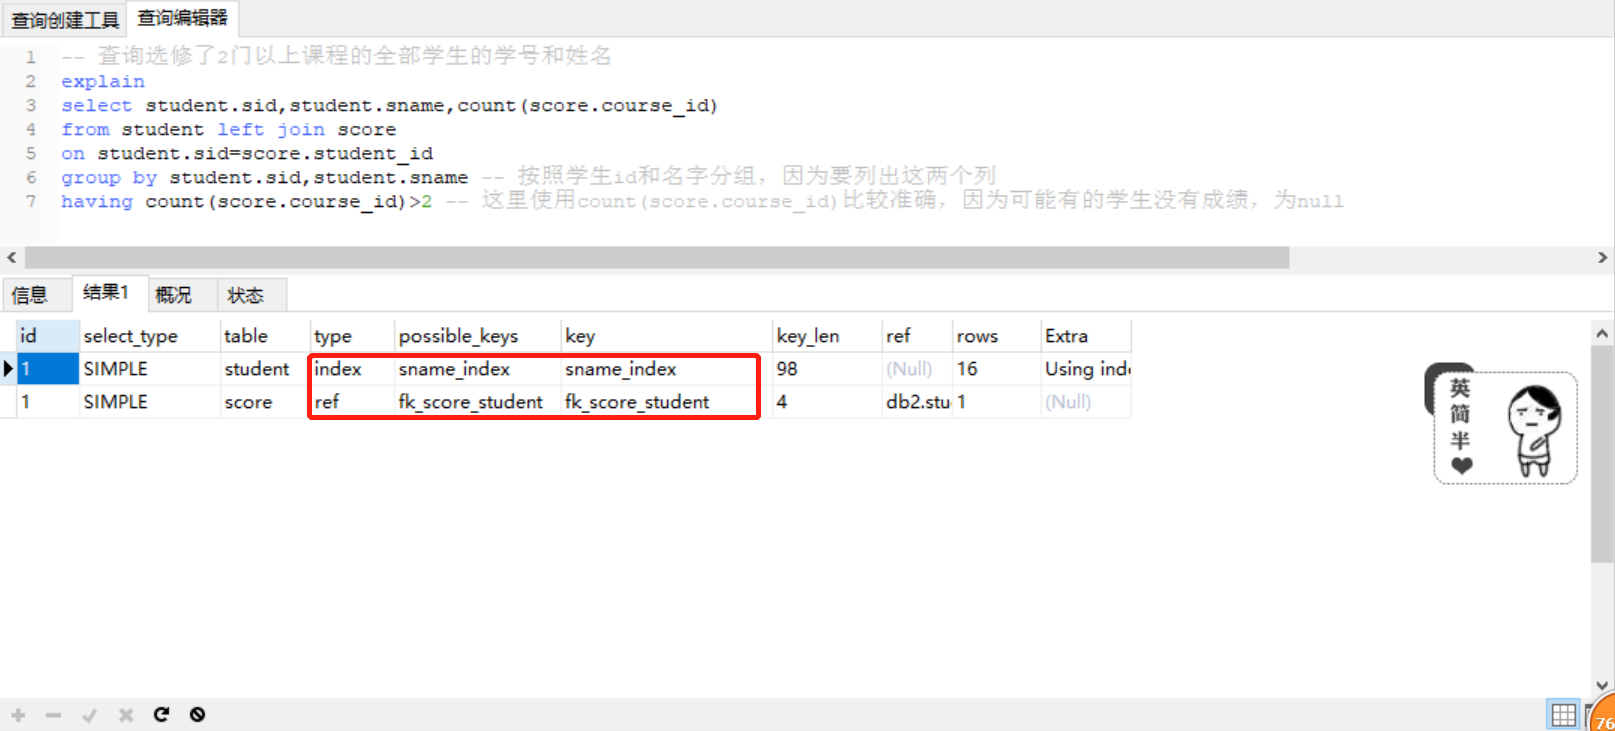 查询创建工具 查询编辑器
1 -- 查询选修了2门以上课程的全部学生的学号和姓名
2 explain
3 select student.sid,student.sname,count(score.course_id)
4 from student left join score
5 on student.sid=score.student_id
6 group by student.sid,student.sname -- 按照学生id和名字分组，因为要列出这两个列
7 having count(score.course_id)>2 -- 这里使用count(score.course_id)比较准确，因为可能有的学生没有成绩，为null
信息 结果1 概况 状态
id select_type table type possible_keys key key_len ref rows Extra
1 SIMPLE student index sname_index sname_index 98 (Null) 16 Using inde
1 SIMPLE score ref fk_score_student fk_score_student 4 db2.stu 1 (Null)
英
简
半
76